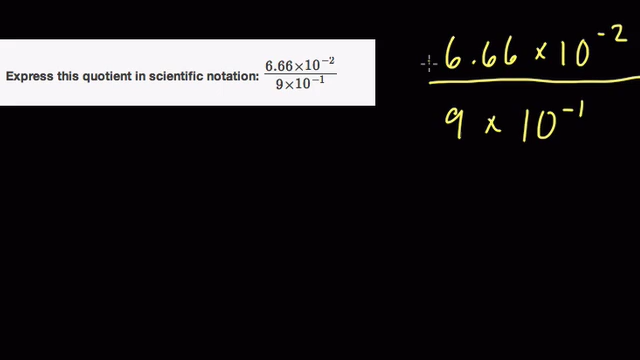 Express this quotient in scientific notation: 6.66×10⁻² / 9×10⁻¹
6.66 × 10⁻²
9 × 10⁻¹